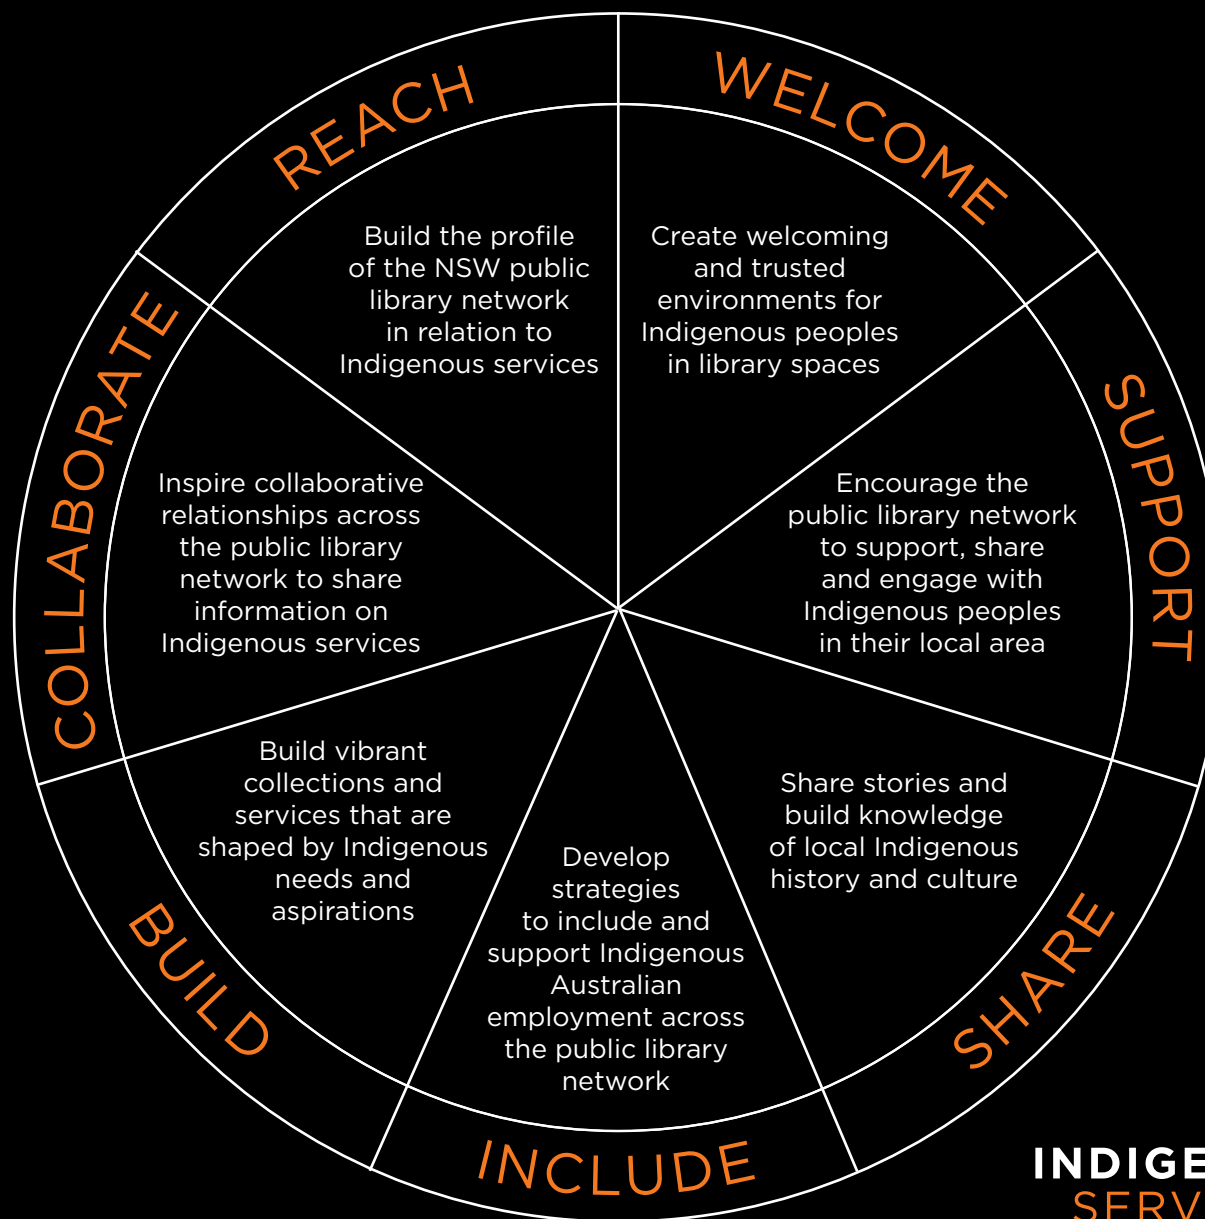 WELCOME
Create welcoming
and trusted
environments for
Indigenous peoples
in library spaces
SUPPORT
Encourage the
public library network
to support, share
and engage with
Indigenous peoples
in their local area
SHARE
Share stories and
build knowledge
of local Indigenous
history and culture
INCLUDE
Develop
strategies
to include and
support Indigenous
Australian
employment across
the public library
network
BUILD
Build vibrant
collections and
services that are
shaped by Indigenous
needs and
aspirations
COLLABORATE
Inspire collaborative
relationships across
the public library
network to share
information on
Indigenous services
REACH
Build the profile
of the NSW public
library network
in relation to
Indigenous services